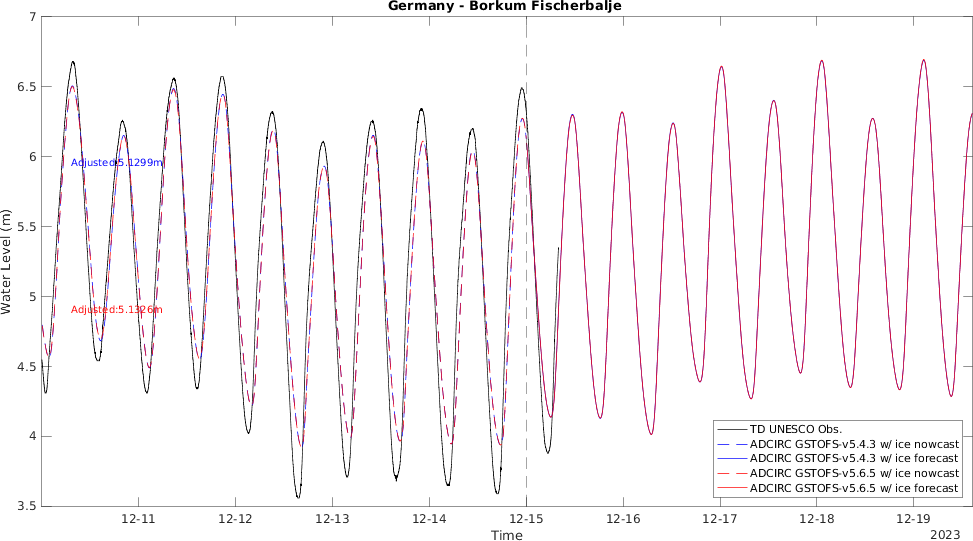 Germany - Borkum Fischerbalje
7
6.5
6
5.5
5
4.5
4
3.5
Water Level (m)
Adjusted:5.1299m
Adjusted:5.1326m
TD UNESCO Obs.
ADCIRC GSTOFS-v5.4.3 w/ ice nowcast
ADCIRC GSTOFS-v5.4.3 w/ ice forecast
ADCIRC GSTOFS-v5.6.5 w/ ice nowcast
ADCIRC GSTOFS-v5.6.5 w/ ice forecast
12-11 12-12 12-13 12-14 12-15 12-16 12-17 12-18 12-19
Time
2023